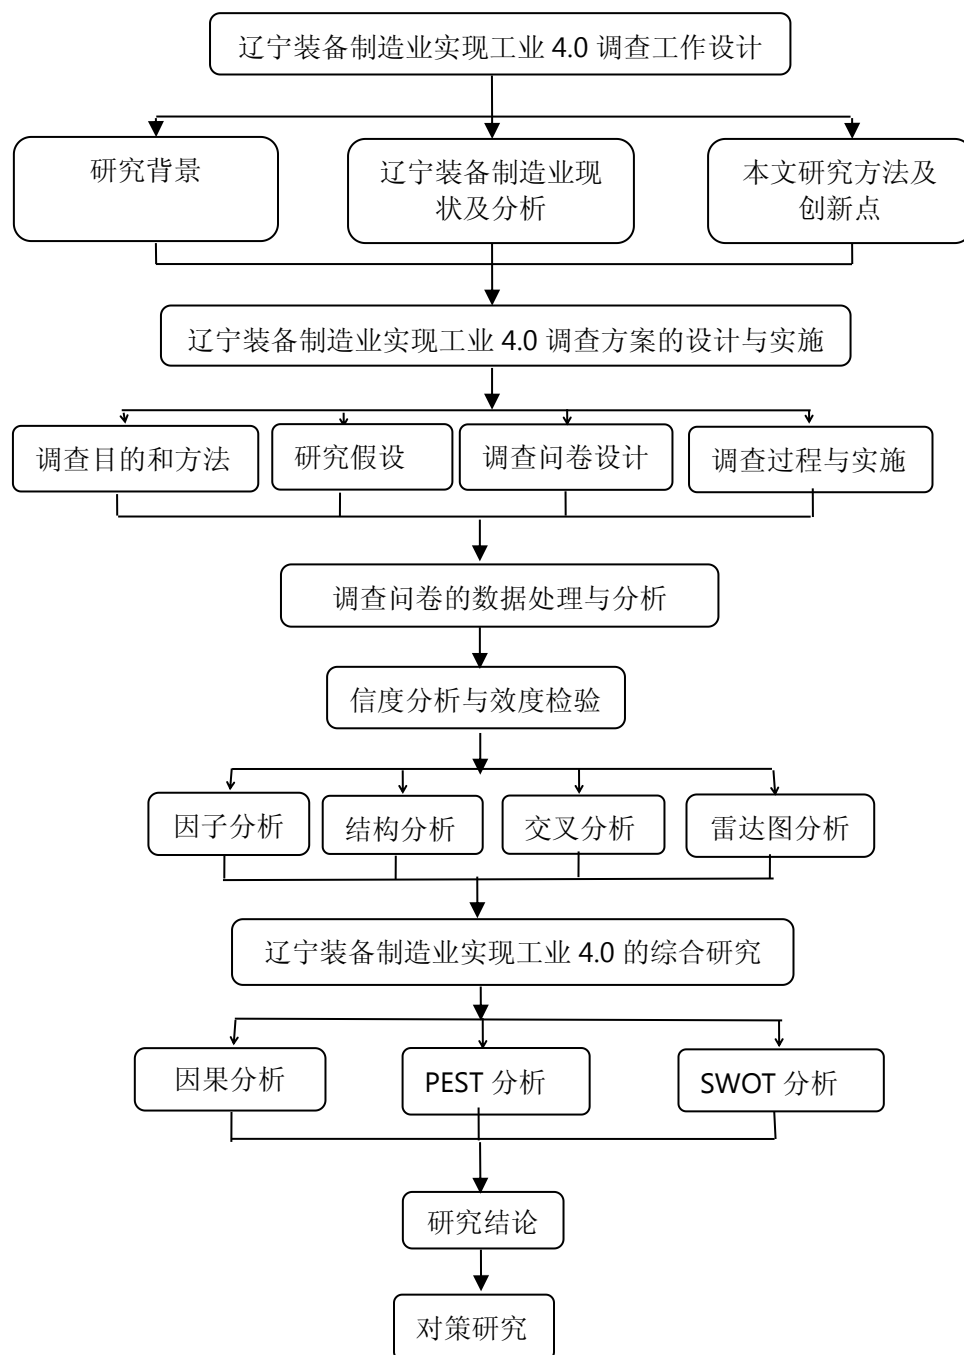 辽宁装备制造业实现工业 4.0 调查工作设计
研究背景
辽宁装备制造业现
状及分析
本文研究方法及
创新点
辽宁装备制造业实现工业 4.0 调查方案的设计与实施
调查目的和方法
研究假设
调查问卷设计
调查过程与实施
调查问卷的数据处理与分析
信度分析与效度检验
因子分析
结构分析
交叉分析
雷达图分析
辽宁装备制造业实现工业 4.0 的综合研究
因果分析
PEST 分析
SWOT 分析
研究结论
对策研究